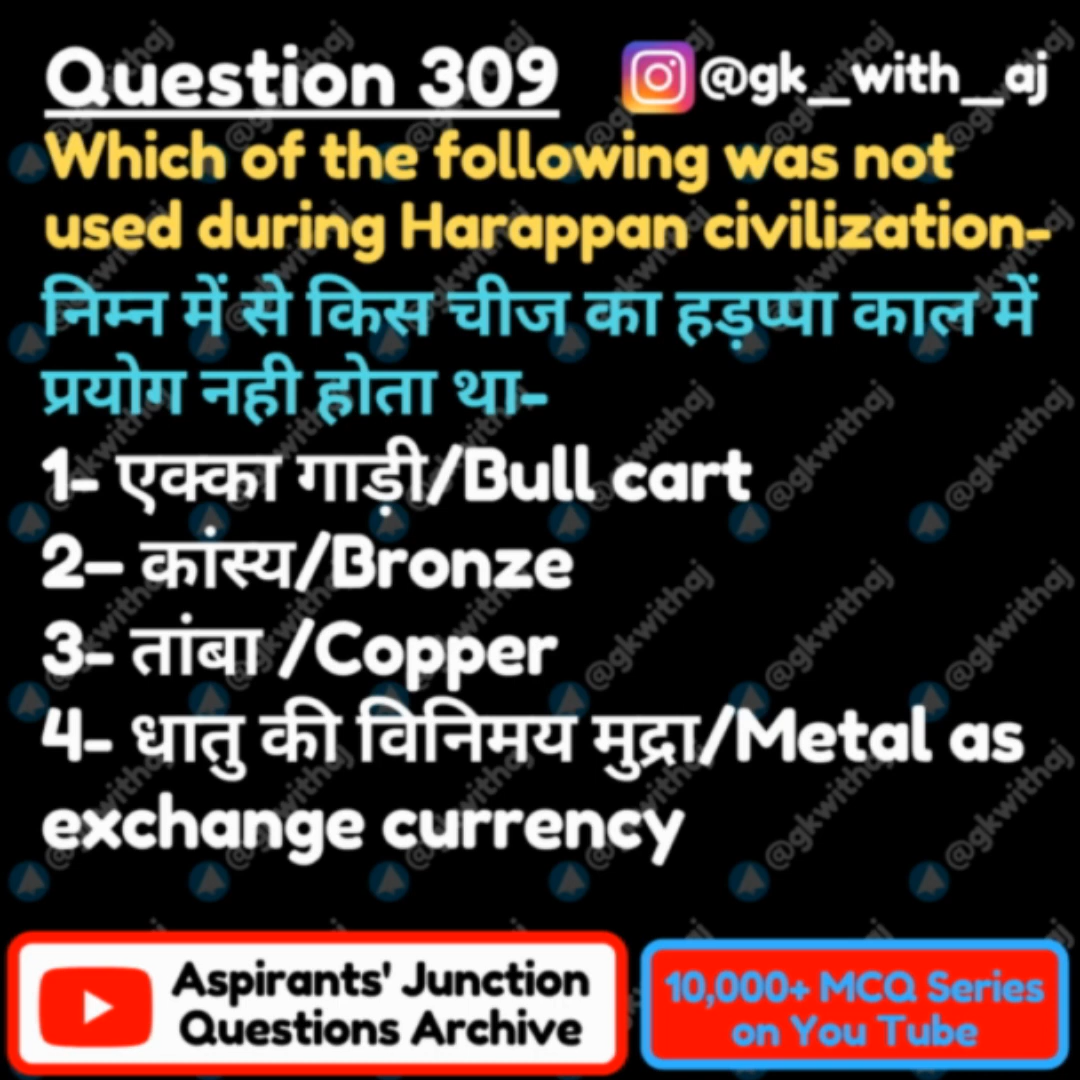 Question 309 @gk_with_aj
Which of the following was not
used during Harappan civilization-
निम्न में से किस चीज का हड़प्पा काल में
प्रयोग नही होता था-
1- एक्का गाड़ी/Bull cart
2– कांस्य/Bronze
3- तांबा /Copper
4- धातु की विनिमय मुद्रा/Metal as
exchange currency
Aspirants' Junction
Questions Archive
10,000+ MCQ Series
on You Tube
@gkwithaj